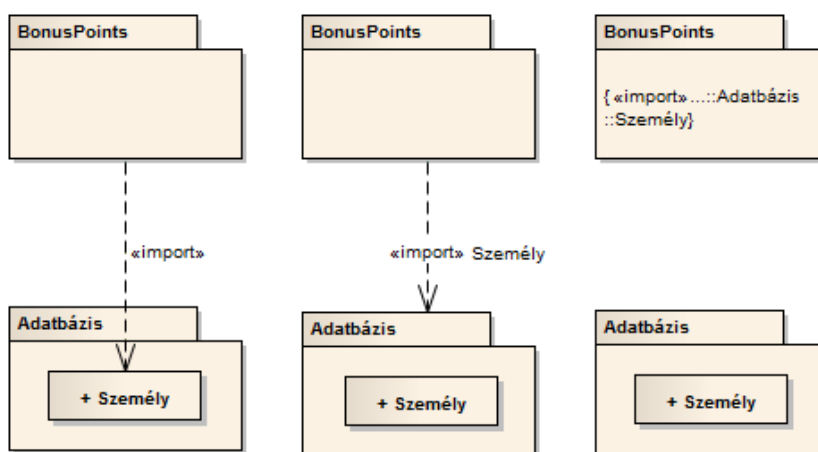 BonusPoints
BonusPoints
BonusPoints
{ «import» ...::Adatbázis
::Személy}
«import»
«import» Személy
Adatbázis
Adatbázis
Adatbázis
+ Személy
+ Személy
+ Személy